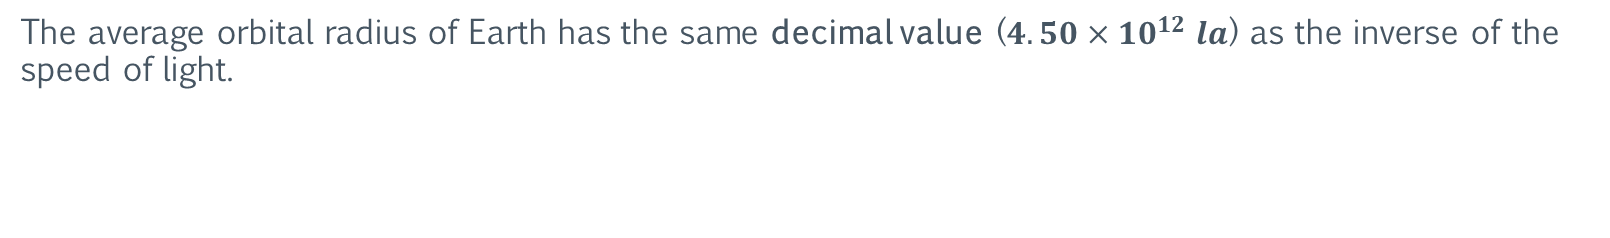 The average orbital radius of Earth has the same decimal value (4.50 × 10¹² la) as the inverse of the
speed of light.